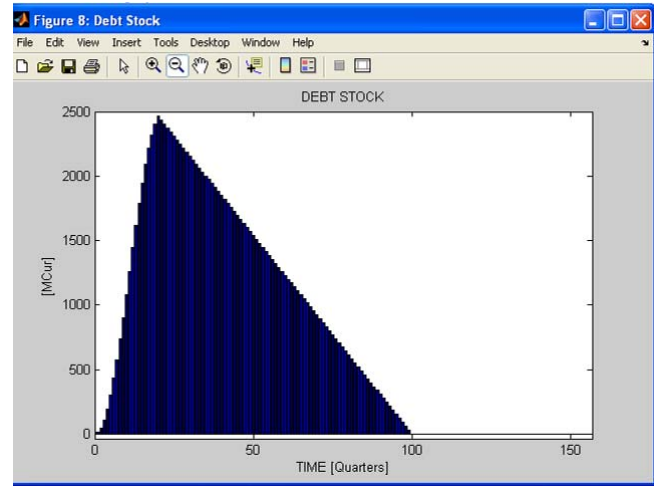 Figure 8: Debt Stock
File Edit View Insert Tools Desktop Window Help
DEBT STOCK
2500
2000
1500
1000
500
0
[MCur]
0 50 100 150
TIME [Quarters]